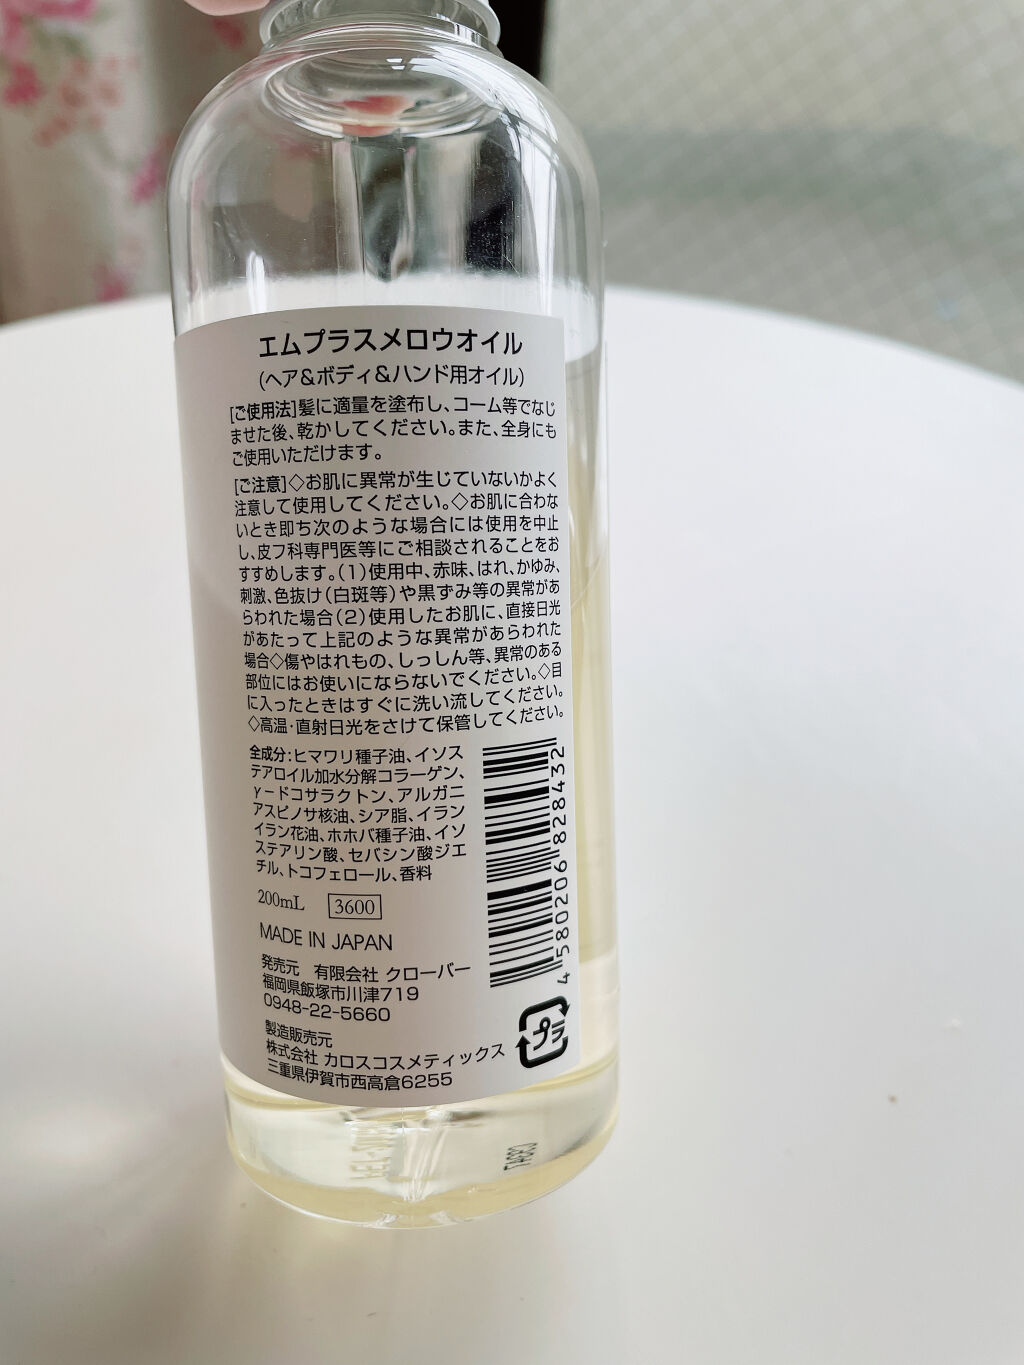 エムプラスメロウオイル
(ヘア&ボディ&ハンド用オイル)
[ご使用法]髪に適量を塗布し、コーム等でなじ
ませた後、乾かしてください。また、全身にも
ご使用いただけます。
[ご注意]◇お肌に異常が生じていないかよく
注意して使用してください。◇お肌に合わな
いとき即ち次のような場合には使用を中止
し、皮フ科専門医等にご相談されることをお
すすめします。(1)使用中、赤味、はれ、かゆみ、
刺激、色抜け(白斑等)や黒ずみ等の異常があ
らわれた場合(2)使用したお肌に、直接日光
があたって上記のような異常があらわれた
場合◇傷やはれもの、しっしん等、異常のある
部位にはお使いにならないでください。◇目
に入ったときはすぐに洗い流してください。
◇高温・直射日光をさけて保管してください。
全成分:ヒマワリ種子油、イソス
テアロイル加水分解コラーゲン、
γ-ドコサラクトン、アルガニ
アスピノサ核油、シア脂、イラン
イラン花油、ホホバ種子油、イソ
ステアリン酸、セバシン酸ジエ
チル、トコフェロール、香料
200mL 3600
MADE IN JAPAN
発売元 有限会社 クローバー
福岡県飯塚市川津719
0948-22-5660
製造販売元
株式会社 カロスコスメティックス
三重県伊賀市西高倉6255
4 580206 828432
プラ